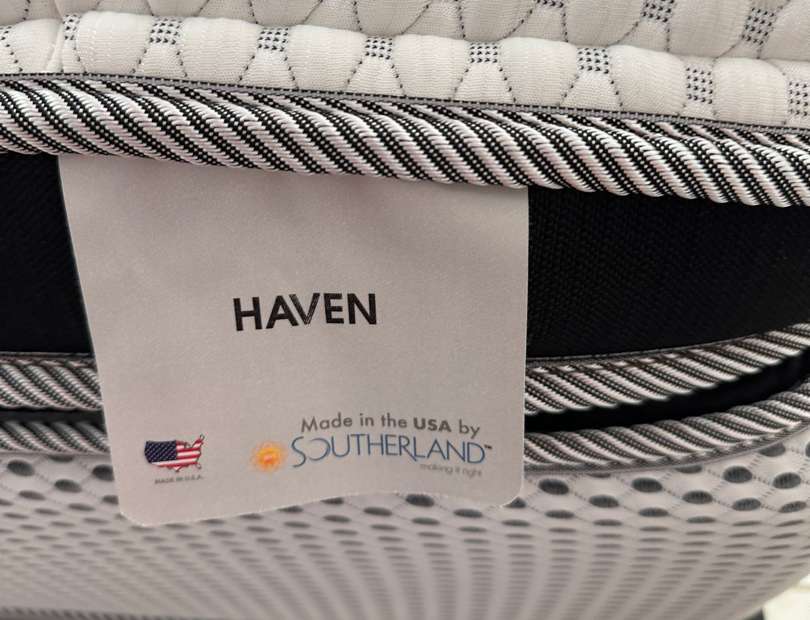 HAVEN
Made in the USA by
SOUTHERLAND™
making it right
MADE IN U.S.A.